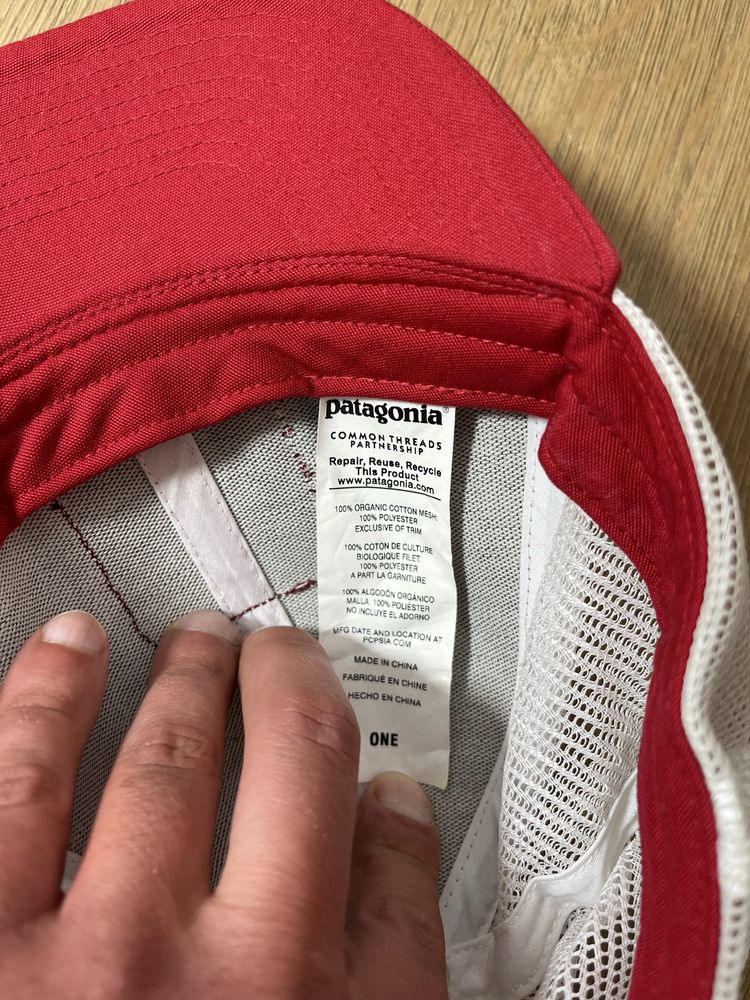 patagonia®
COMMON THREADS
PARTNERSHIP
Repair, Reuse, Recycle
This Product
www.patagonia.com
100% ORGANIC COTTON MESH:
100% POLYESTER
EXCLUSIVE OF TRIM
100% COTON DE CULTURE
BIOLOGIQUE FILET:
100% POLYESTER
A PART LA GARNITURE
100% ALGODÓN ORGÁNICO
MALLA: 100% POLIÉSTER
NO INCLUYE EL ADORNO
MFG DATE AND LOCATION AT
PCPSIA.COM
MADE IN CHINA
FABRIQUÉ EN CHINE
HECHO EN CHINA
ONE